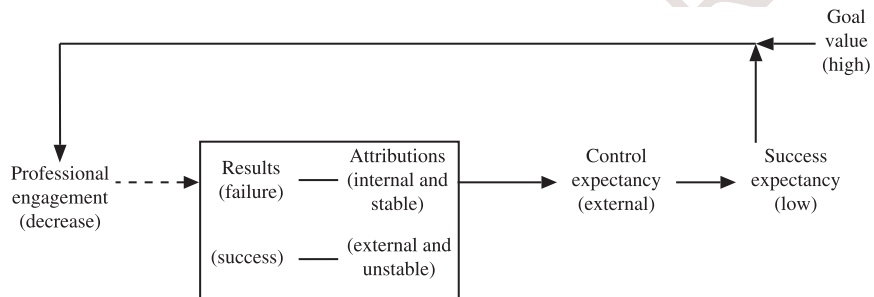 Goal
value
(high)
Professional
engagement
(decrease)
Results
(failure)
Attributions
(internal and
stable)
(success)
(external and
unstable)
Control
expectancy
(external)
Success
expectancy
(low)